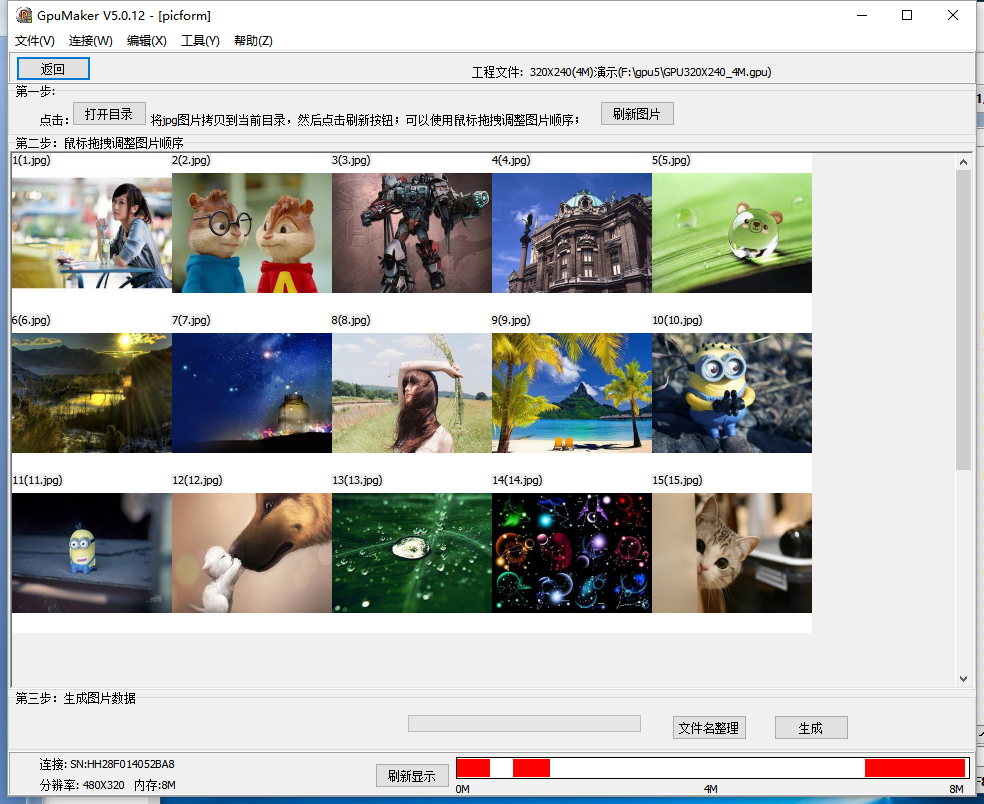 GpuMaker V5.0.12 - [picform]
文件(V) 连接(W) 编辑(X) 工具(Y) 帮助(Z)
返回 工程文件: 320X240(4M)演示(F:\gpu5\GPU320X240_4M.gpu)
第一步:
点击: 打开目录 将jpg图片拷贝到当前目录，然后点击刷新按钮；可以使用鼠标拖拽调整图片顺序； 刷新图片
第二步：鼠标拖拽调整图片顺序
1(1.jpg) 2(2.jpg) 3(3.jpg) 4(4.jpg) 5(5.jpg)
A
6(6.jpg) 7(7.jpg) 8(8.jpg) 9(9.jpg) 10(10.jpg)
11(11.jpg) 12(12.jpg) 13(13.jpg) 14(14.jpg) 15(15.jpg)
第三步：生成图片数据
文件名整理 生成
连接: SN:HH28F014052BA8
刷新显示
分辨率: 480X320 内存:8M
0M 4M 8M